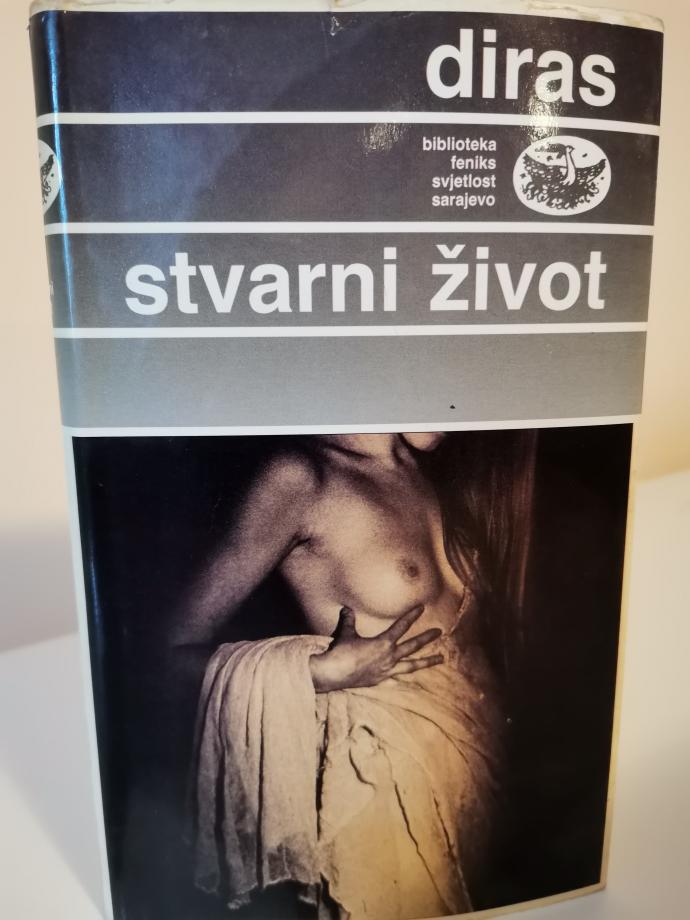 diras
biblioteka
feniks
svjetlost
sarajevo
stvarni život